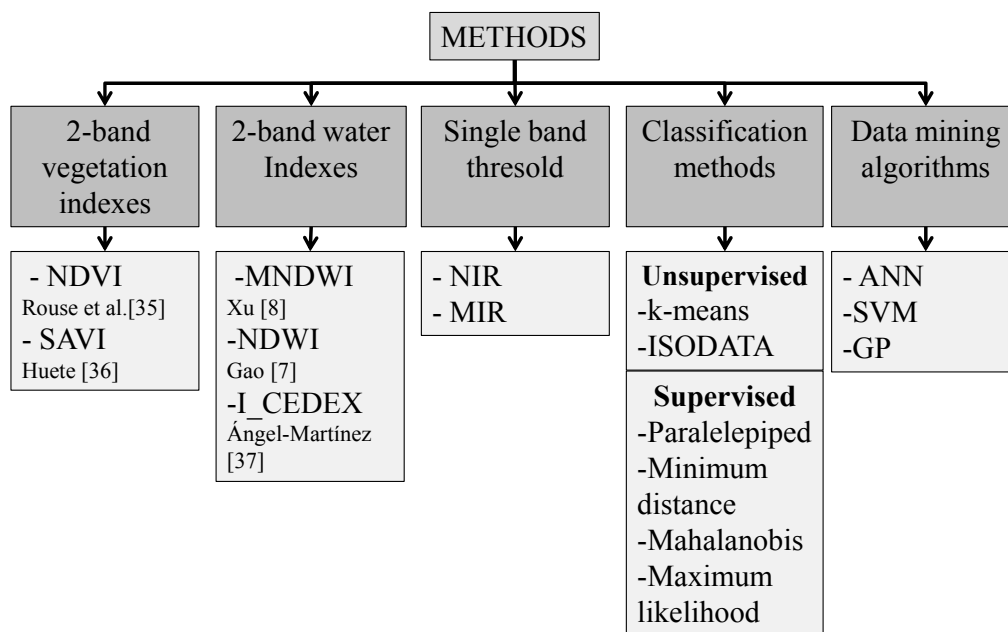 METHODS
2-band
vegetation
indexes
- NDVI
Rouse et al.[35]
- SAVI
Huete [36]
2-band water
Indexes
-MNDWI
Xu [8]
-NDWI
Gao [7]
-I_CEDEX
Ángel-Martínez
[37]
Single band
thresold
- NIR
- MIR
Classification
methods
Unsupervised
-k-means
-ISODATA
Supervised
-Paralelepiped
-Minimum
distance
-Mahalanobis
-Maximum
likelihood
Data mining
algorithms
- ANN
-SVM
-GP